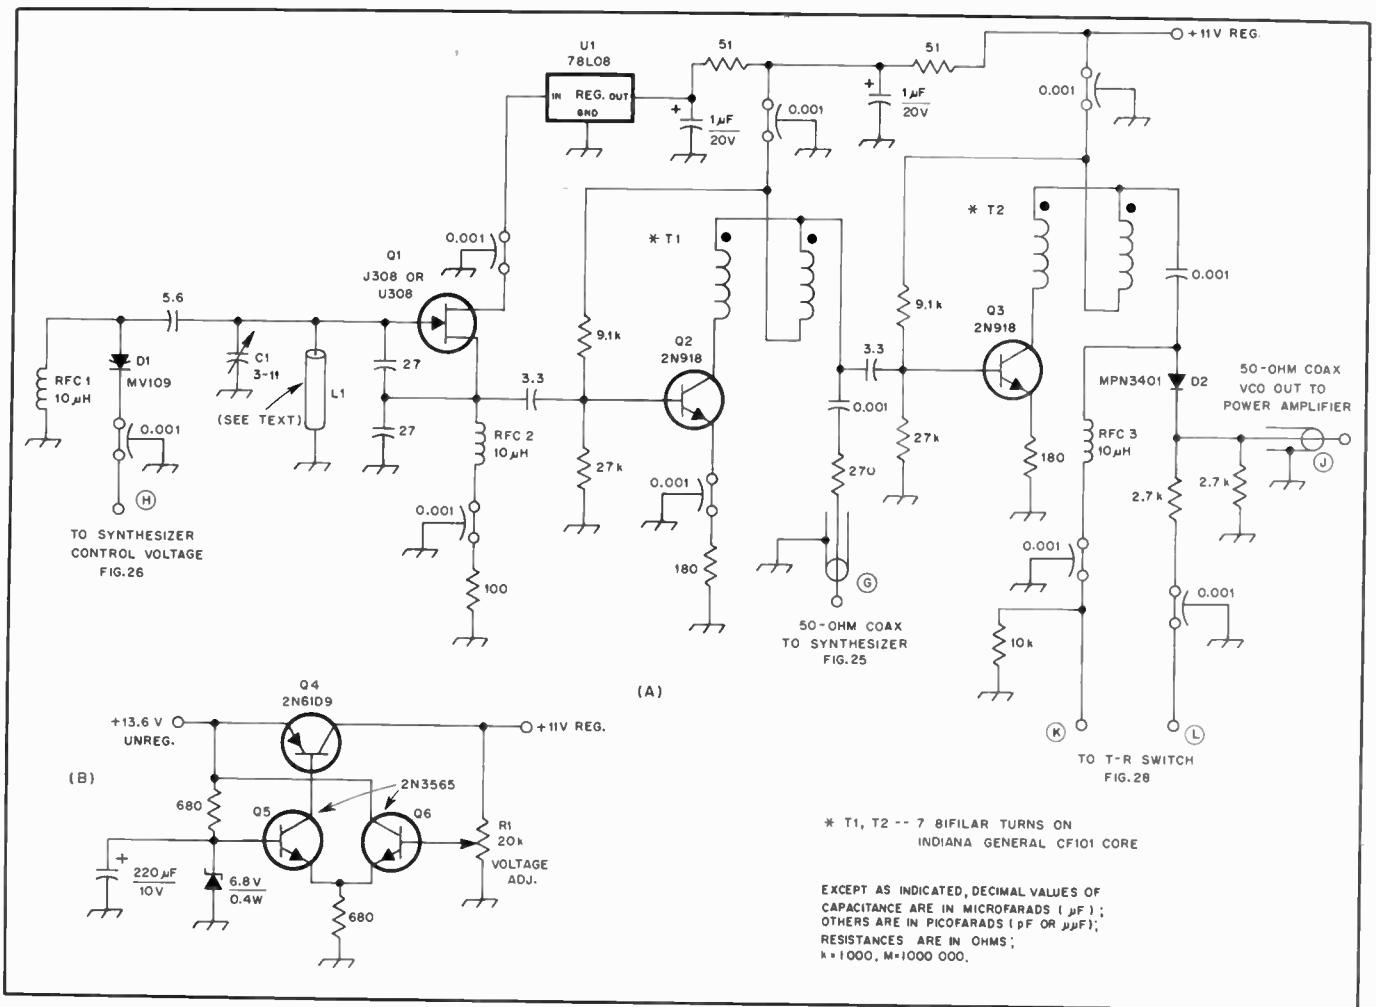 U1
78L08
IN REG. OUT
GND
51
51
+11V REG.
+
1µF
20V
0.001
+
1µF
20V
0.001
0.001
Q1
J308 OR
U308
* T1
* T2
5.6
C1
3-11
D1
MV109
RFC 1
10µH
L1
(SEE TEXT)
27
27
0.001
H
TO SYNTHESIZER
CONTROL VOLTAGE
FIG.26
3.3
RFC 2
10µH
0.001
100
9.1k
27k
Q2
2N918
0.001
180
3.3
0.001
270
G
50-OHM COAX
TO SYNTHESIZER
FIG.25
9.1k
27k
Q3
2N918
180
0.001
MPN3401
D2
RFC 3
10µH
50-OHM COAX
VCO OUT TO
POWER AMPLIFIER
J
2.7k
2.7k
0.001
0.001
10k
K
L
TO T-R SWITCH
FIG.28
(A)
(B)
Q4
2N61D9
+13.6 V
UNREG.
+11V REG.
680
Q5
2N3565
Q6
R1
20k
VOLTAGE
ADJ.
+
220µF
10V
6.8V
0.4W
680
* T1, T2 -- 7 BIFILAR TURNS ON
INDIANA GENERAL CF101 CORE
EXCEPT AS INDICATED, DECIMAL VALUES OF
CAPACITANCE ARE IN MICROFARADS (µF);
OTHERS ARE IN PICOFARADS (pF OR µµF);
RESISTANCES ARE IN OHMS;
k=1000, M=1000 000.